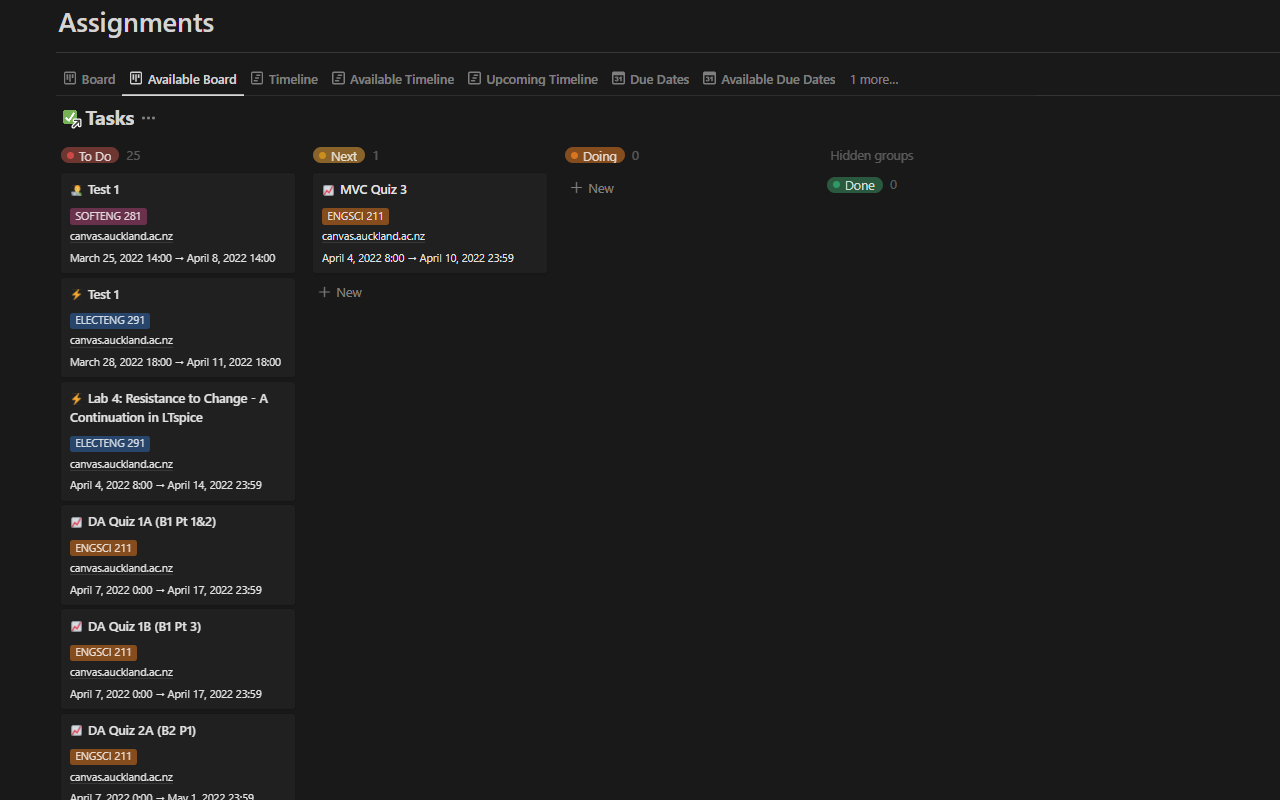 Assignments
Board Available Board Timeline Available Timeline Upcoming Timeline Due Dates Available Due Dates 1 more...
Tasks
To Do 25
Test 1
SOFTENG 281
canvas.auckland.ac.nz
March 25, 2022 14:00 → April 8, 2022 14:00
Test 1
ELECTENG 291
canvas.auckland.ac.nz
March 28, 2022 18:00 → April 11, 2022 18:00
Lab 4: Resistance to Change - A
Continuation in LTspice
ELECTENG 291
canvas.auckland.ac.nz
April 4, 2022 8:00 → April 14, 2022 23:59
DA Quiz 1A (B1 Pt 1&2)
ENGSCI 211
canvas.auckland.ac.nz
April 7, 2022 0:00 → April 17, 2022 23:59
DA Quiz 1B (B1 Pt 3)
ENGSCI 211
canvas.auckland.ac.nz
April 7, 2022 0:00 → April 17, 2022 23:59
DA Quiz 2A (B2 P1)
ENGSCI 211
canvas.auckland.ac.nz
April 7, 2022 0:00 → May 1, 2022 23:59
Next 1
MVC Quiz 3
ENGSCI 211
canvas.auckland.ac.nz
April 4, 2022 8:00 → April 10, 2022 23:59
+ New
Doing 0
+ New
Hidden groups
Done 0